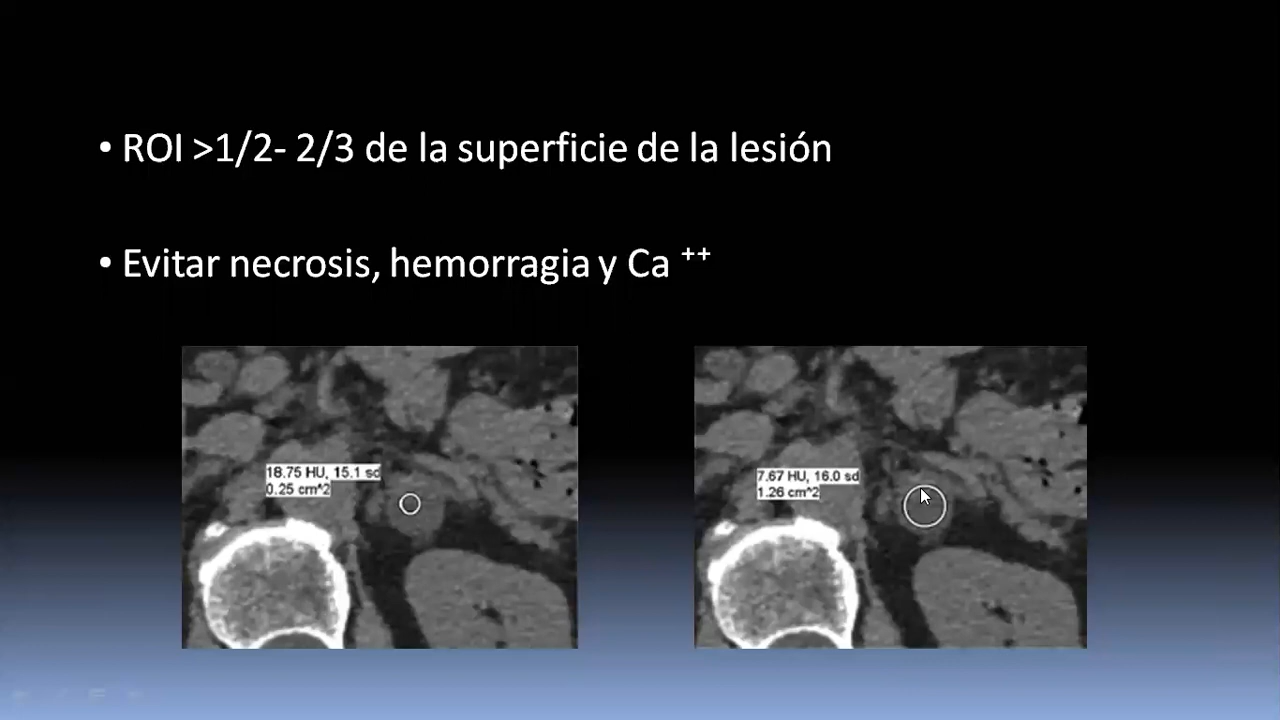 • ROI >1/2- 2/3 de la superficie de la lesión
• Evitar necrosis, hemorragia y Ca ++
18.75 HU, 15.1 sd
0.25 cm^2
7.67 HU, 16.0 sd
1.26 cm^2